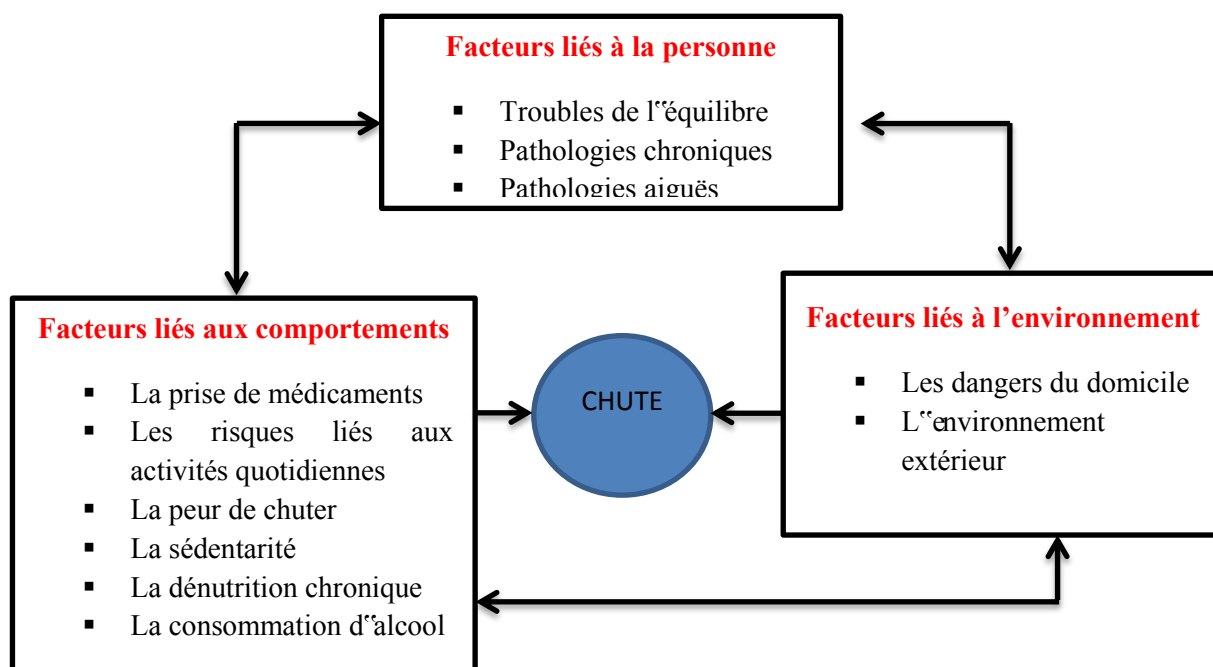 Facteurs liés à la personne
▪ Troubles de l‟équilibre
▪ Pathologies chroniques
▪ Pathologies aiguës
Facteurs liés aux comportements
▪ La prise de médicaments
▪ Les risques liés aux
activités quotidiennes
▪ La peur de chuter
▪ La sédentarité
▪ La dénutrition chronique
▪ La consommation d‟alcool
CHUTE
Facteurs liés à l’environnement
▪ Les dangers du domicile
▪ L‟environnement
extérieur